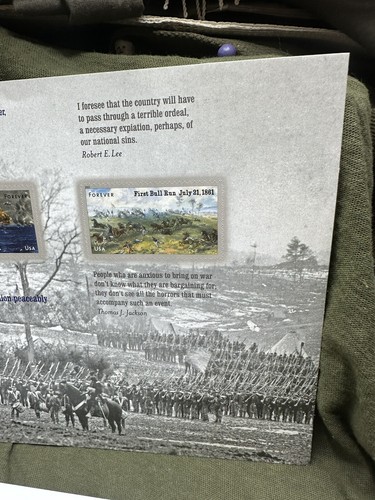 er,
I foresee that the country will have
to pass through a terrible ordeal,
a necessary expiation, perhaps, of
our national sins.
Robert E. Lee
FOREVER
USA
FOREVER
First Bull Run July 21, 1861
USA
tion peaceably
People who are anxious to bring on war
don't know what they are bargaining for;
they don't see all the horrors that must
accompany such an event.
Thomas J. Jackson